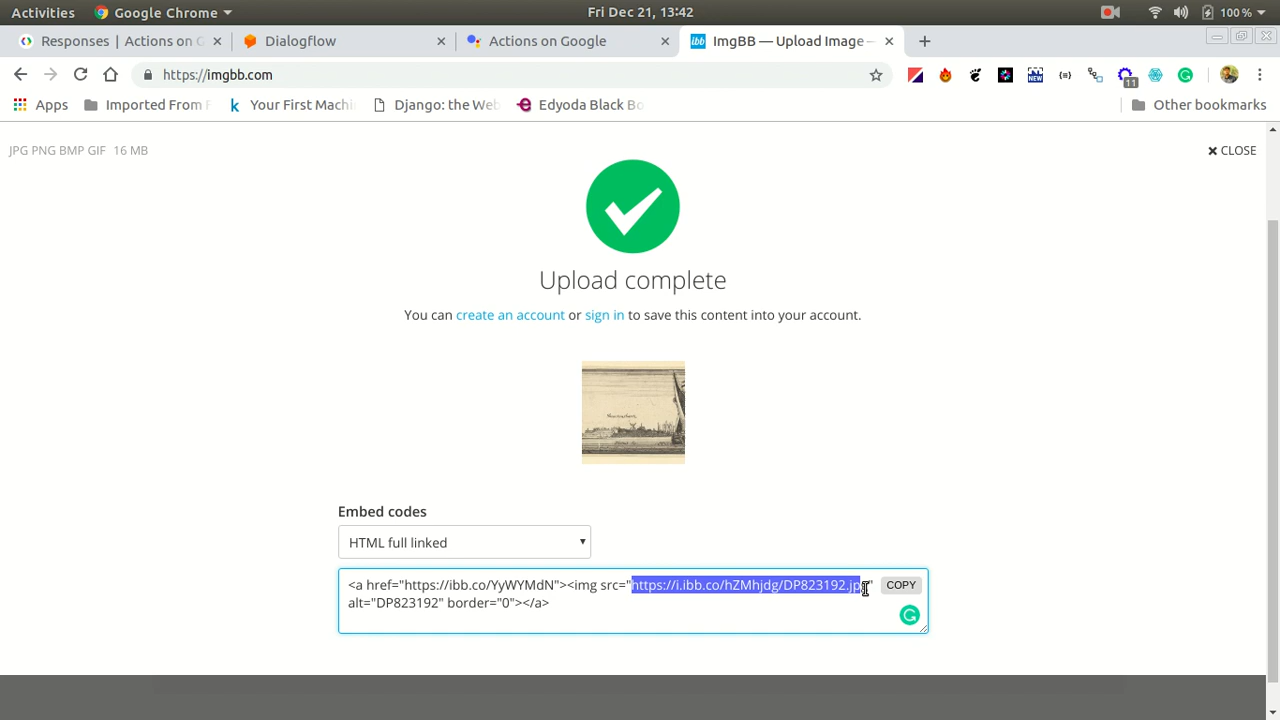 Activities
Google Chrome
Fri Dec 21, 13:42
100 %
Responses | Actions on G
Dialogflow
Actions on Google
ibb ImgBB — Upload Image —
https://imgbb.com
NEW
11
Apps
Imported From F
Your First Machi
Django: the Web
Edyoda Black Bo
Other bookmarks
JPG PNG BMP GIF 16 MB
CLOSE
Upload complete
You can create an account or sign in to save this content into your account.
Embed codes
HTML full linked
<a href="https://ibb.co/YyWYMdN"><img src="https://i.ibb.co/hZMhjdg/DP823192.jpg"
alt="DP823192" border="0"></a>
COPY